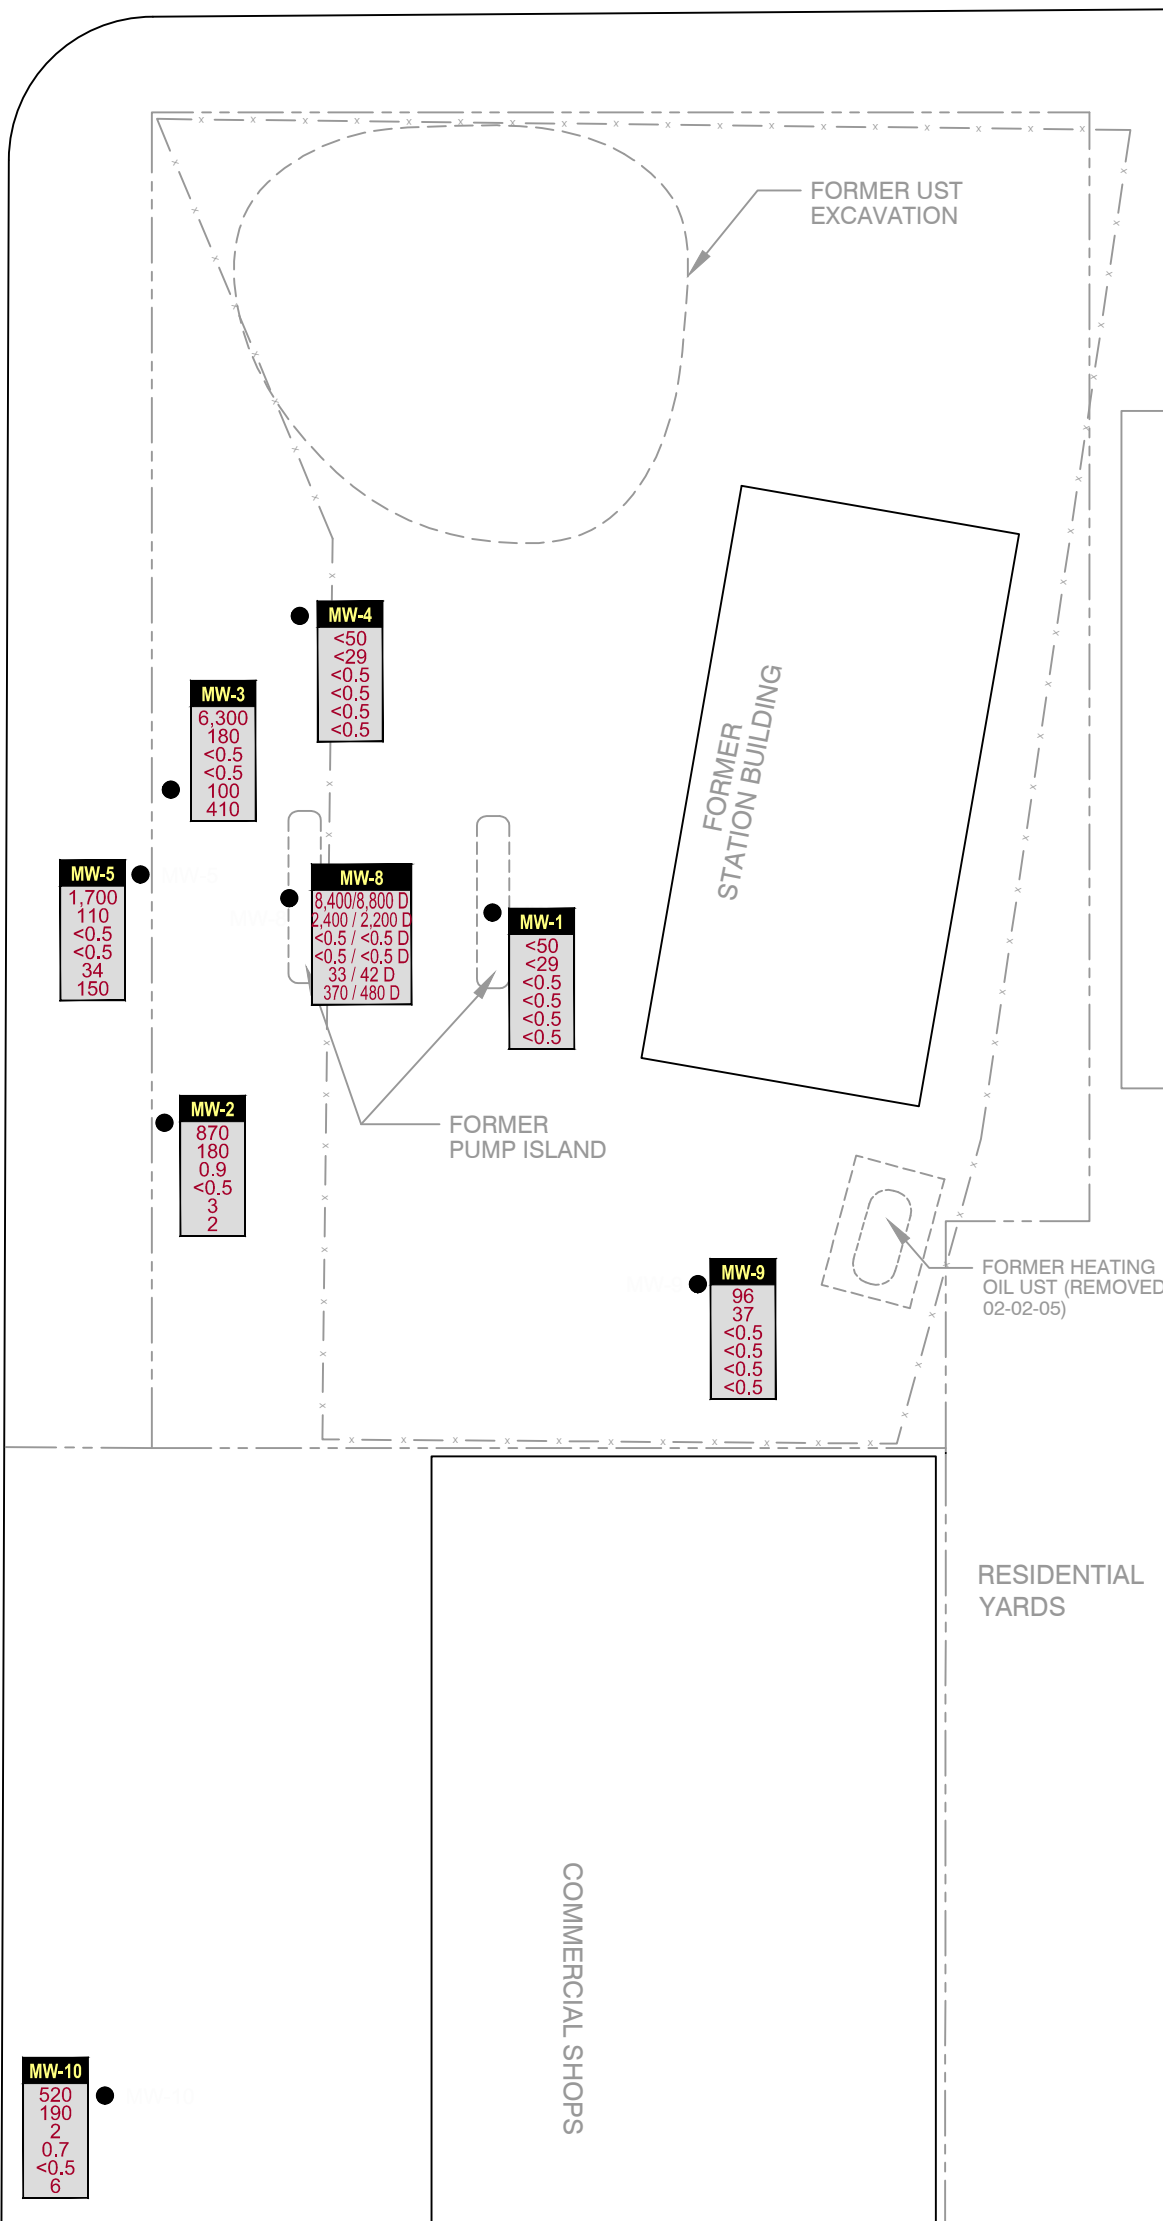 FORMER UST
EXCAVATION
MW-4
<50
<29
<0.5
<0.5
<0.5
<0.5
MW-3
6,300
180
<0.5
<0.5
100
410
FORMER
STATION BUILDING
MW-5
1,700
110
<0.5
<0.5
34
150
MW-8
8,400/8,800 D
2,400 / 2,200 D
<0.5 / <0.5 D
<0.5 / <0.5 D
33 / 42 D
370 / 480 D
MW-1
<50
<29
<0.5
<0.5
<0.5
<0.5
MW-2
870
180
0.9
<0.5
3
2
FORMER
PUMP ISLAND
MW-9
96
37
<0.5
<0.5
<0.5
<0.5
FORMER HEATING
OIL UST (REMOVED
02-02-05)
RESIDENTIAL
YARDS
COMMERCIAL SHOPS
MW-10
520
190
2
0.7
<0.5
6